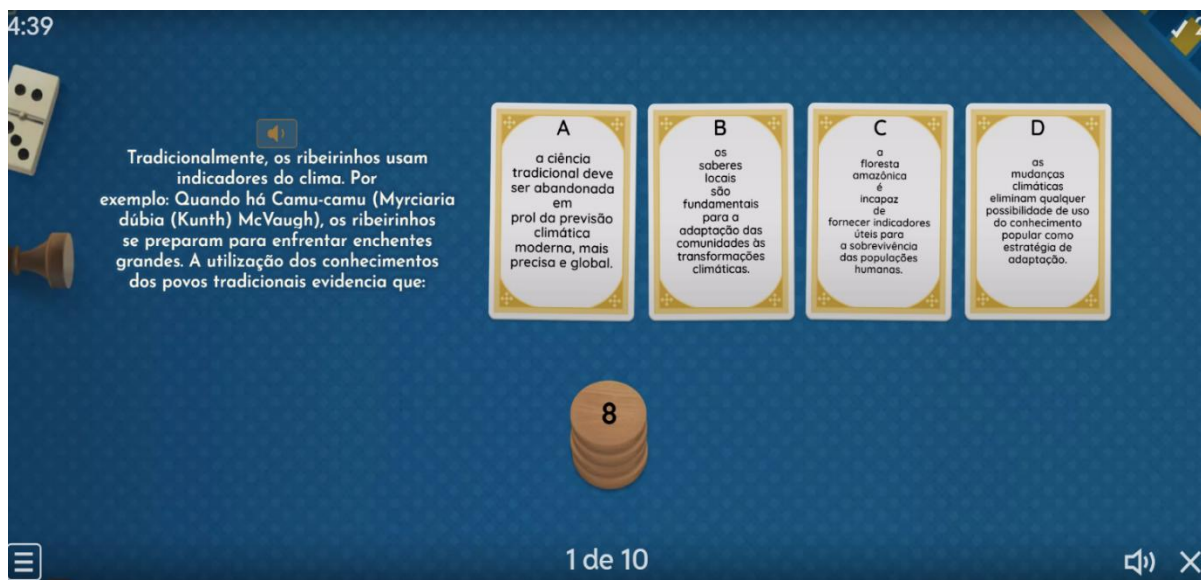 4:39
Tradicionalmente, os ribeirinhos usam
indicadores do clima. Por
exemplo: Quando há Camu-camu (Myrciaria
dúbia (Kunth) McVaugh), os ribeirinhos
se preparam para enfrentar enchentes
grandes. A utilização dos conhecimentos
dos povos tradicionais evidencia que:
A
a ciência
tradicional deve
ser abandonada
em
prol da previsão
climática
moderna, mais
precisa e global.
B
os
saberes
locais
são
fundamentais
para a
adaptação das
comunidades às
transformações
climáticas.
C
a
floresta
amazônica
é
incapaz
de
fornecer indicadores
úteis para
a sobrevivência
das populações
humanas.
D
as
mudanças
climáticas
eliminam qualquer
possibilidade de uso
do conhecimento
popular como
estratégia de
adaptação.
8
1 de 10